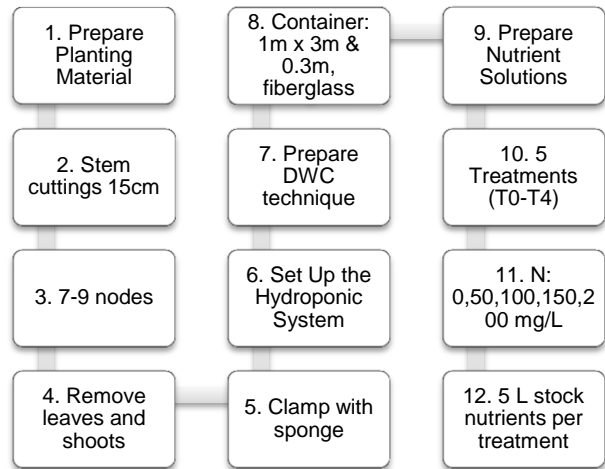 1. Prepare
Planting
Material
2. Stem
cuttings 15cm
3. 7-9 nodes
4. Remove
leaves and
shoots
5. Clamp with
sponge
6. Set Up the
Hydroponic
System
7. Prepare
DWC
technique
8. Container:
1m x 3m &
0.3m,
fiberglass
9. Prepare
Nutrient
Solutions
10. 5
Treatments
(T0-T4)
11. N:
0,50,100,150,2
00 mg/L
12. 5 L stock
nutrients per
treatment